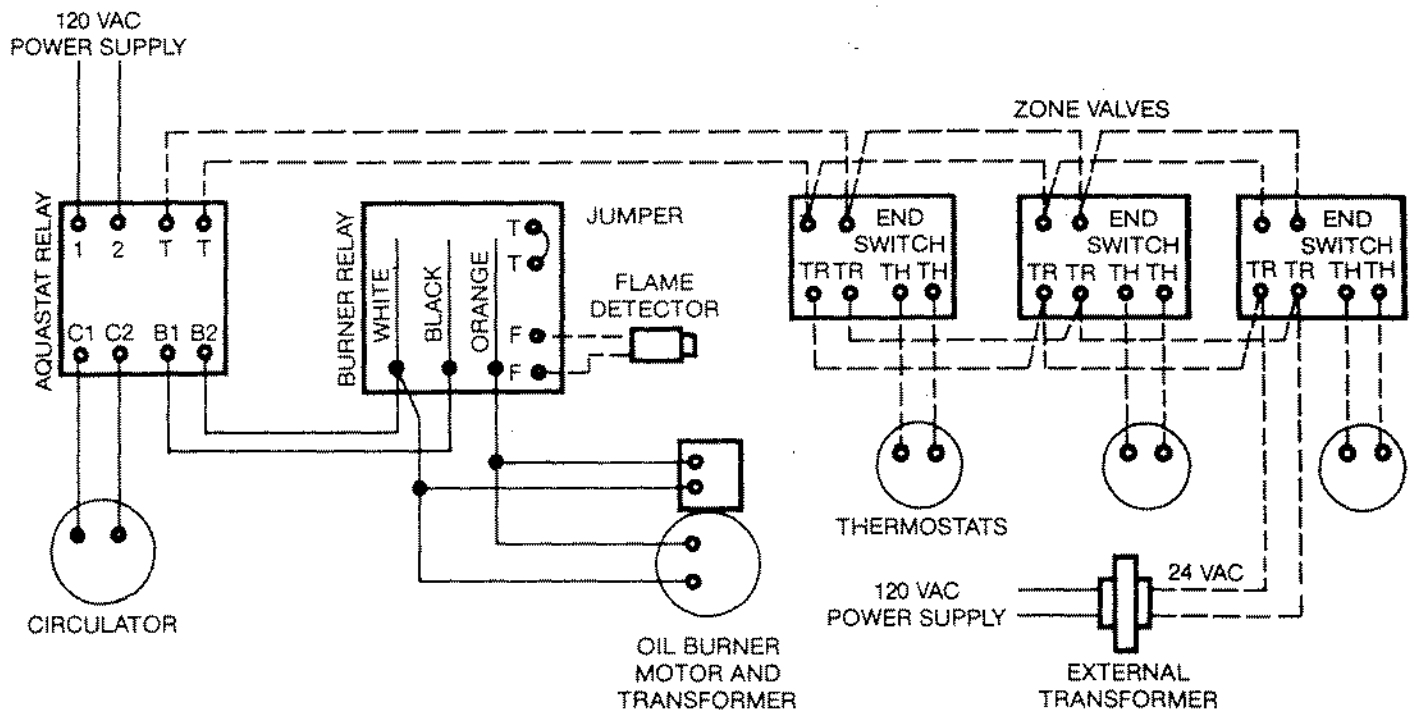 120 VAC
POWER SUPPLY
ZONE VALVES
AQUASTAT RELAY
1 2 T T
C1 C2 B1 B2
BURNER RELAY
WHITE
BLACK
ORANGE
T
T
F
F
JUMPER
FLAME
DETECTOR
END
SWITCH
TR TR TH TH
END
SWITCH
TR TR TH TH
END
SWITCH
TR TR TH TH
CIRCULATOR
OIL BURNER
MOTOR AND
TRANSFORMER
THERMOSTATS
120 VAC
POWER SUPPLY
24 VAC
EXTERNAL
TRANSFORMER